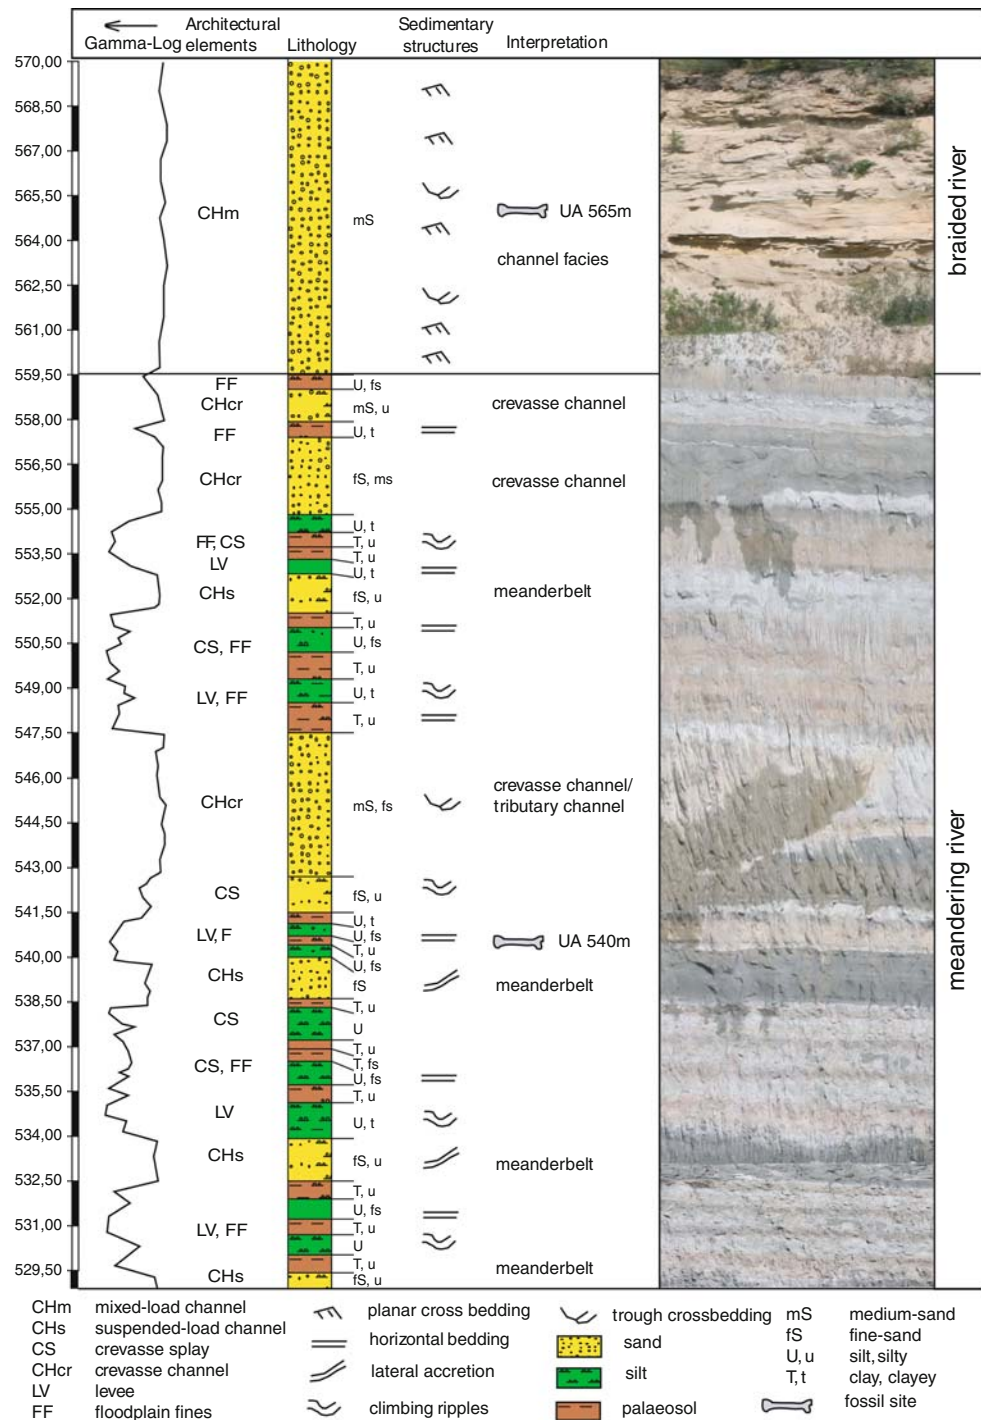 Gamma-Log Architectural elements Lithology Sedimentary structures Interpretation
570,00
568,50
567,00
565,50
UA 565m
CHm
mS
564,00
channel facies
562,50
561,00
braided river
559,50
FF
U, fs
CHcr
mS, u
crevasse channel
558,00
FF
U, t
556,50
CHcr
fS, ms
crevasse channel
555,00
U, t
FF, CS
T, u
553,50
T, u
LV
U, t
CHs
fS, u
meanderbelt
552,00
T, u
550,50
CS, FF
U, fs
T, u
549,00
LV, FF
U, t
T, u
547,50
546,00
crevasse channel/
CHcr
mS, fs
tributary channel
544,50
543,00
CS
fS, u
541,50
U, t
LV, F
U, fs
UA 540m
T, u
540,00
U, fs
CHs
fS
meanderbelt
538,50
T, u
CS
U
537,00
T, u
CS, FF
T, fs
U, fs
535,50
T, u
LV
U, t
534,00
CHs
fS, u
meanderbelt
532,50
T, u
U, fs
531,00
LV, FF
T, u
U
529,50
T, u
CHs
fS, u
meanderbelt
meandering river
CHm mixed-load channel
CHs suspended-load channel
CS crevasse splay
CHcr crevasse channel
LV levee
FF floodplain fines
planar cross bedding
horizontal bedding
lateral accretion
climbing ripples
trough crossbedding
sand
silt
palaeosol
mS medium-sand
fS fine-sand
U, u silt, silty
T, t clay, clayey
fossil site